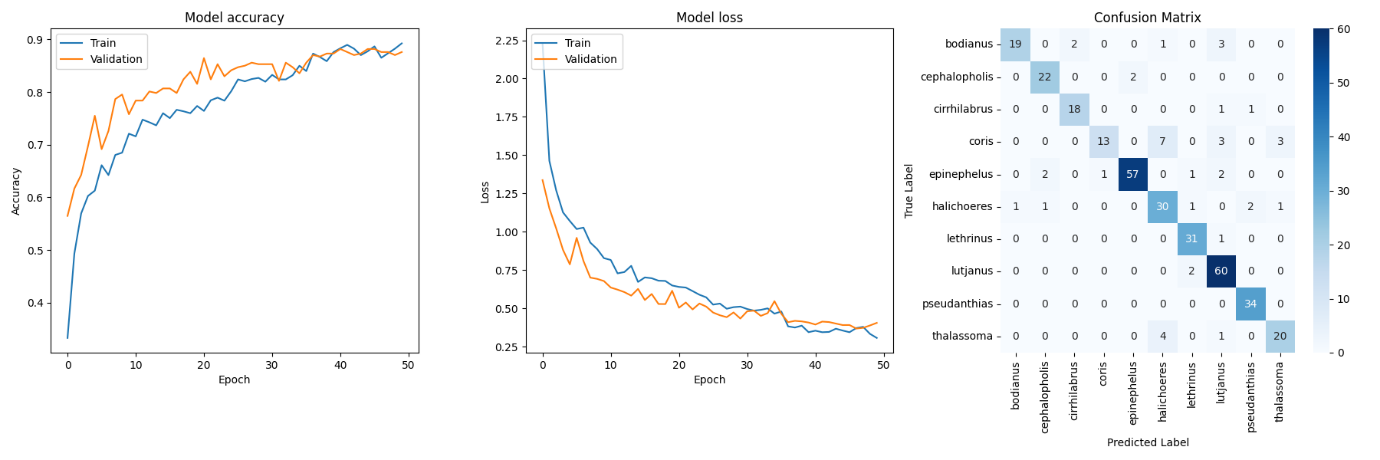 Model accuracy
Train
Validation
0.9
0.8
0.7
0.6
0.5
0.4
Accuracy
0 10 20 30 40 50
Epoch
Model loss
Train
Validation
2.25
2.00
1.75
1.50
1.25
1.00
0.75
0.50
0.25
Loss
0 10 20 30 40 50
Epoch
Confusion Matrix
True Label
bodianus 19 0 2 0 0 1 0 3 0 0
cephalopholis 0 22 0 0 2 0 0 0 0 0
cirrhilabrus 0 0 18 0 0 0 0 1 1 0
coris 0 0 0 13 0 7 0 3 0 3
epinephelus 0 2 0 1 57 0 1 2 0 0
halichoeres 1 1 0 0 0 30 1 0 2 1
lethrinus 0 0 0 0 0 0 31 1 0 0
lutjanus 0 0 0 0 0 0 2 60 0 0
pseudanthias 0 0 0 0 0 0 0 0 34 0
thalassoma 0 0 0 0 0 4 0 1 0 20
bodianus cephalopholis cirrhilabrus coris epinephelus halichoeres lethrinus lutjanus pseudanthias thalassoma
Predicted Label
60
50
40
30
20
10
0